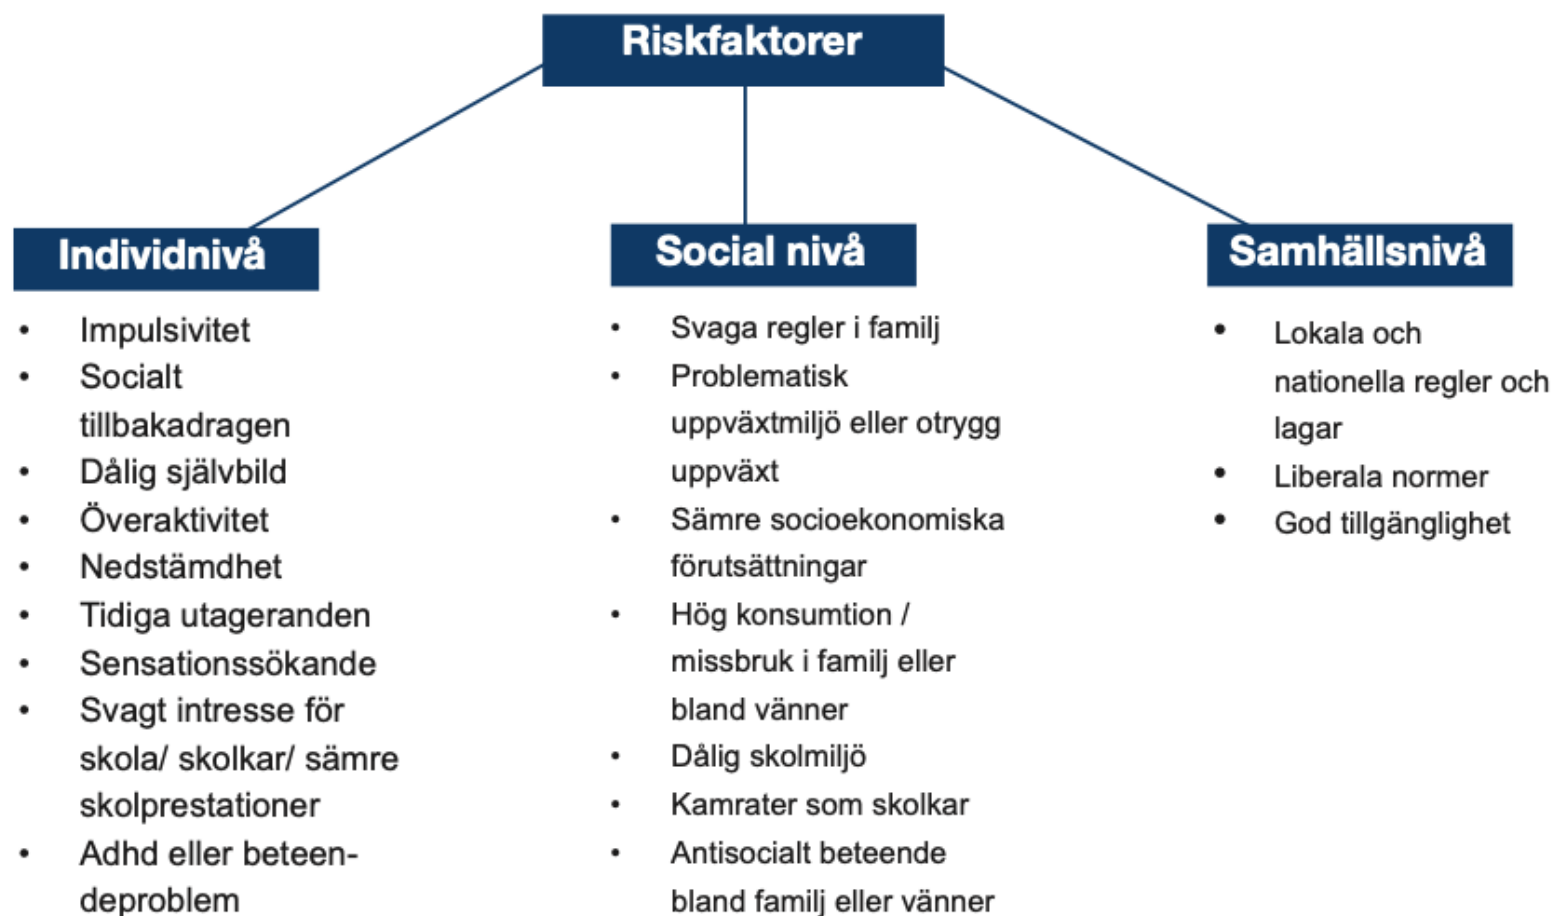 Riskfaktorer
Individnivå
• Impulsivitet
• Socialt
tillbakadragen
• Dålig självbild
• Överaktivitet
• Nedstämdhet
• Tidiga utageranden
• Sensationssökande
• Svagt intresse för
skola/ skolkar/ sämre
skolprestationer
• Adhd eller beteen-
deproblem
Social nivå
• Svaga regler i familj
• Problematisk
uppväxtmiljö eller otrygg
uppväxt
• Sämre socioekonomiska
förutsättningar
• Hög konsumtion /
missbruk i familj eller
bland vänner
• Dålig skolmiljö
• Kamrater som skolkar
• Antisocialt beteende
bland familj eller vänner
Samhällsnivå
• Lokala och
nationella regler och
lagar
• Liberala normer
• God tillgänglighet